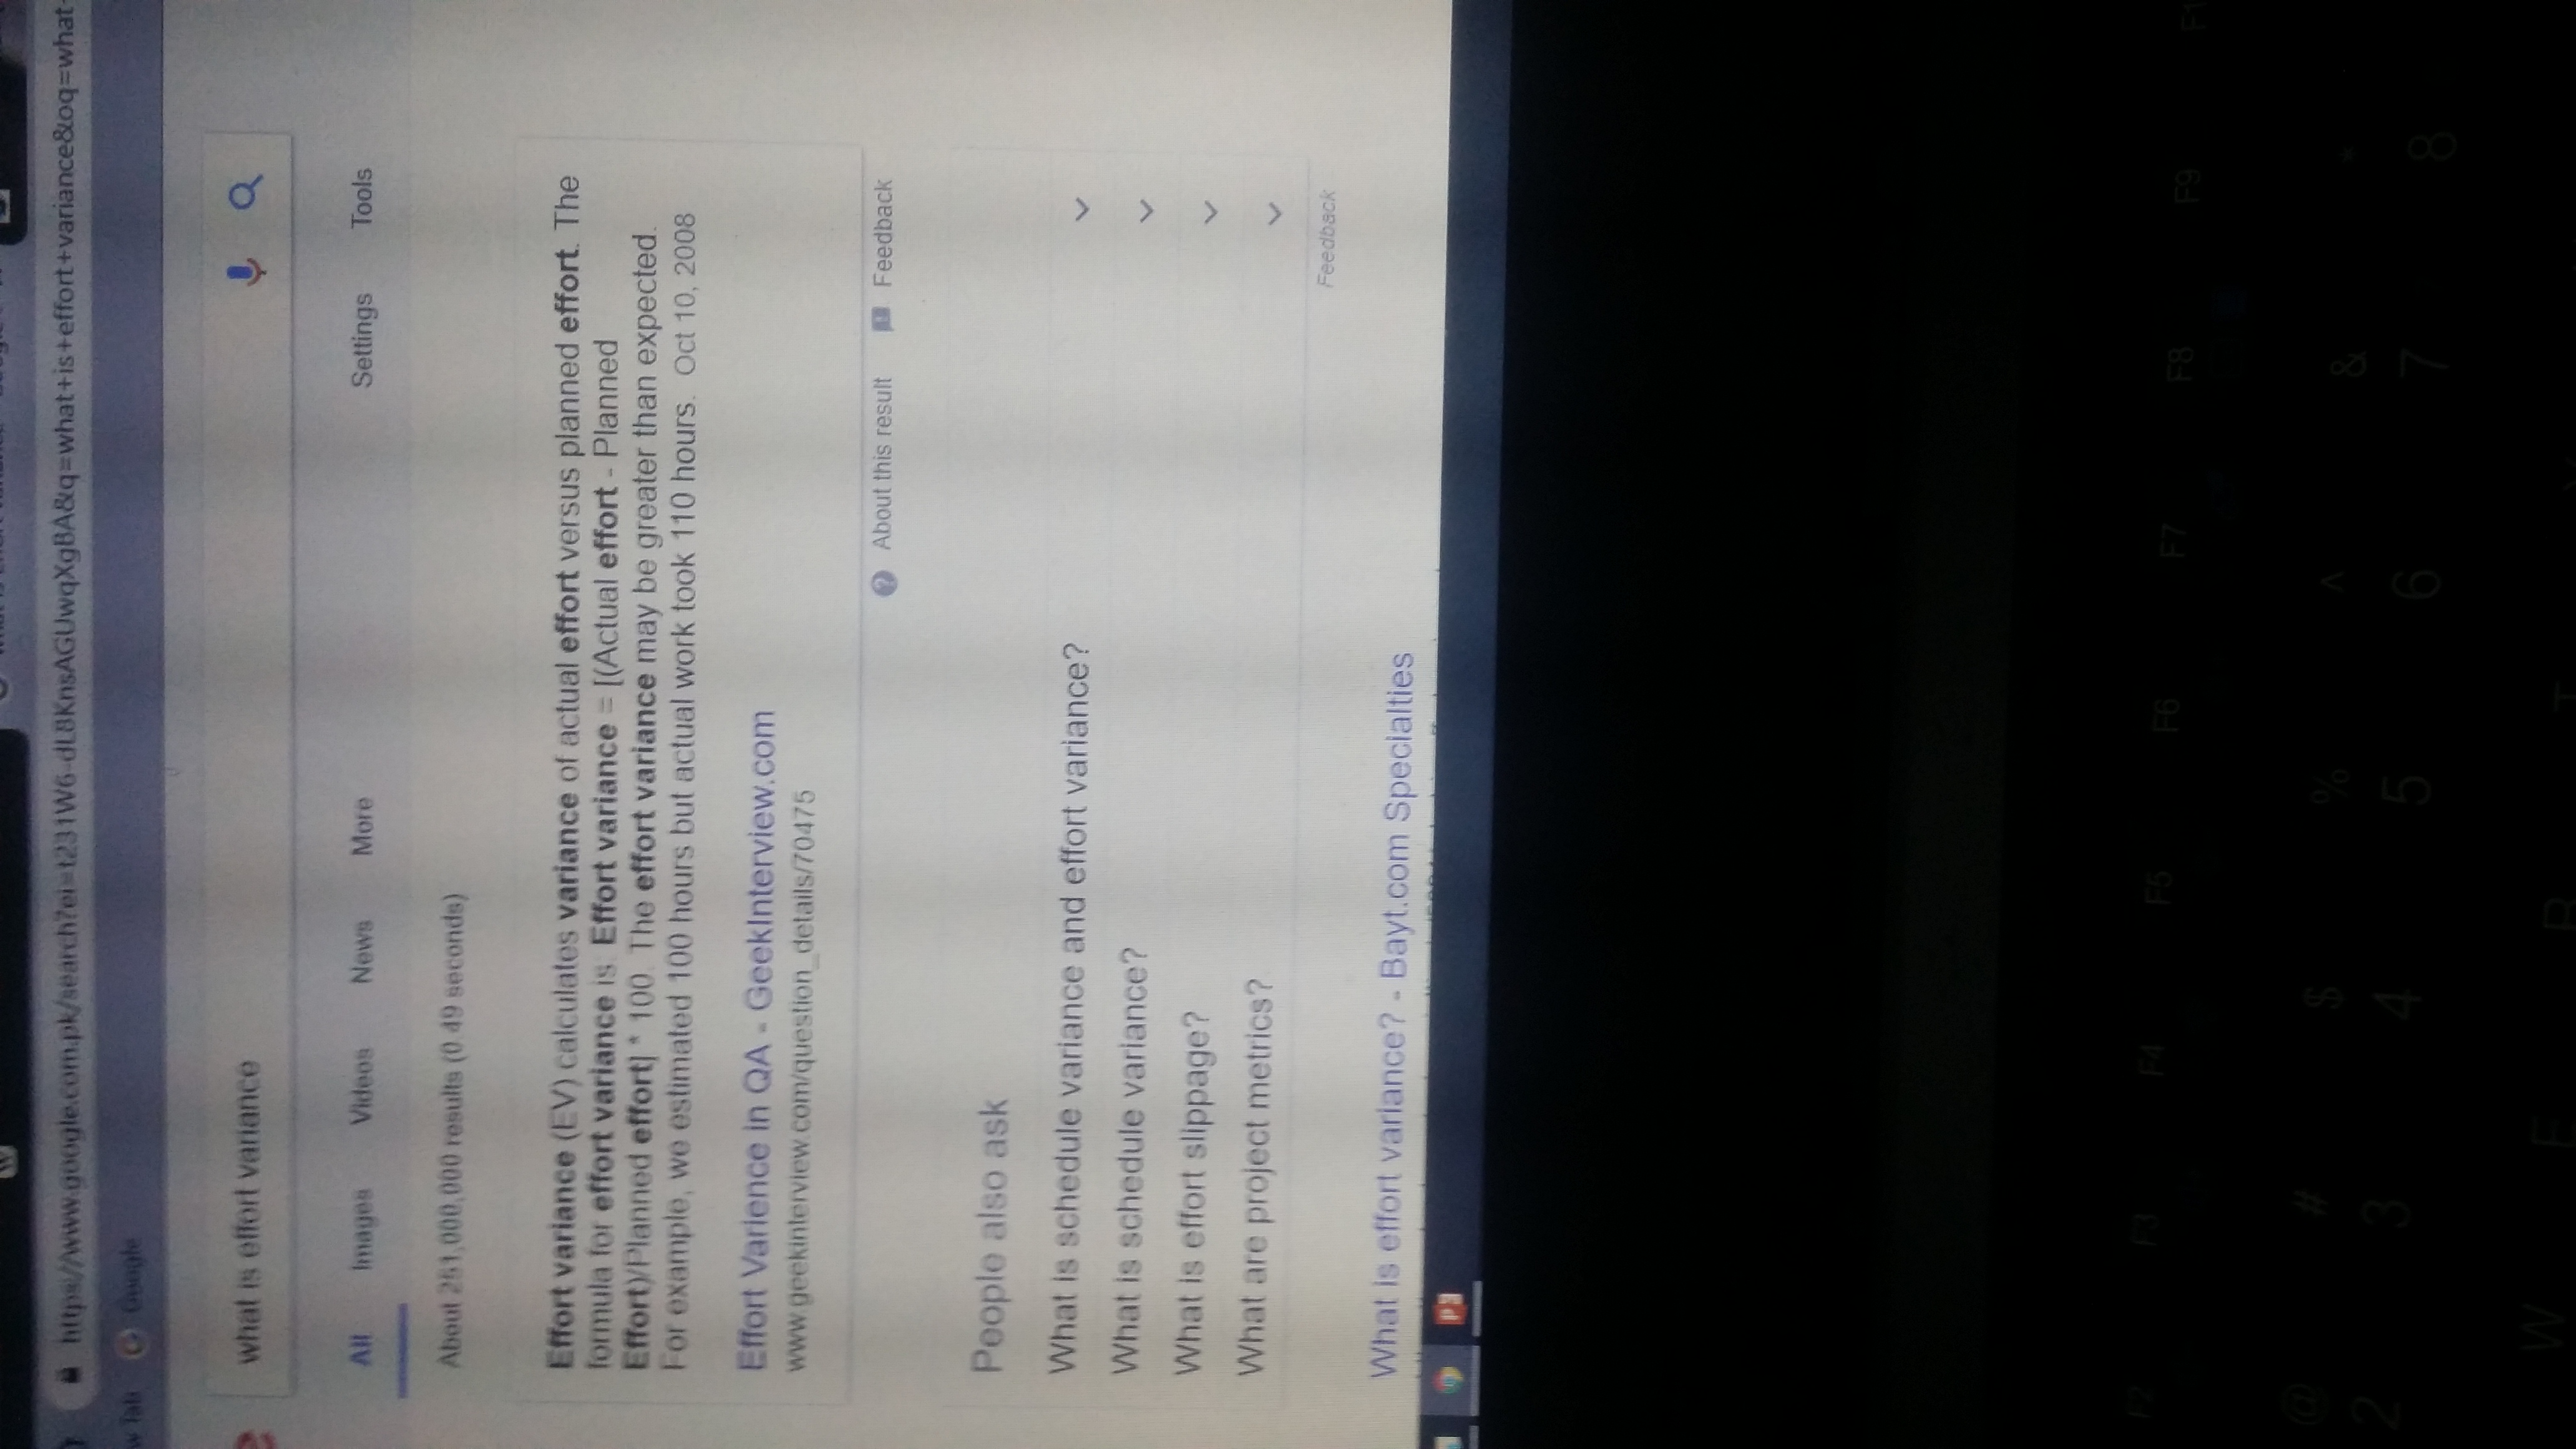 https://www.google.com.pk/search?ei=t231W6-dL8KnsAGUwqXgBA&q=what+is+effort+variance&oq=what-
w Tab Google
what is effort variance
All Images Videos News More Settings Tools
About 261,000,000 results (0.49 seconds)
Effort variance (EV) calculates variance of actual effort versus planned effort. The
formula for effort variance is: Effort variance = [(Actual effort - Planned
Effort)/Planned effort] * 100. The effort variance may be greater than expected.
For example, we estimated 100 hours but actual work took 110 hours. Oct 10, 2008
Effort Varience in QA - GeekInterview.com
www.geekinterview.com/question_details/70475
About this result Feedback
People also ask
What is schedule variance and effort variance?
What is schedule variance?
What is effort slippage?
What are project metrics?
Feedback
What is effort variance? - Bayt.com Specialties
F2 F3 F4 F5 F6 F7 F8 F9 F1
@ # $ % ^ & *
2 3 4 5 6 7 8
W E R T Y